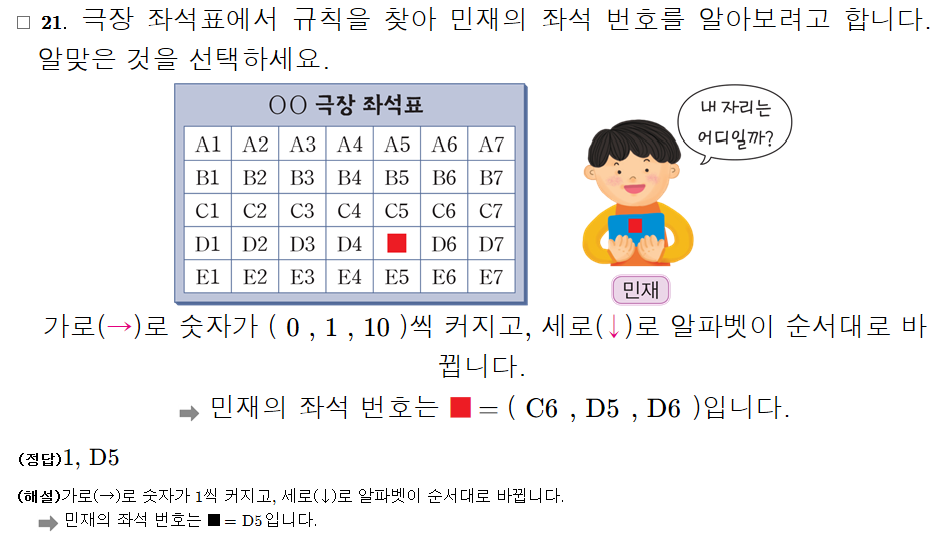 □ 21. 극장 좌석표에서 규칙을 찾아 민재의 좌석 번호를 알아보려고 합니다.
알맞은 것을 선택하세요.
○○ 극장 좌석표
A1 A2 A3 A4 A5 A6 A7
B1 B2 B3 B4 B5 B6 B7
C1 C2 C3 C4 C5 C6 C7
D1 D2 D3 D4 ■ D6 D7
E1 E2 E3 E4 E5 E6 E7
내 자리는
어디일까?
민재
가로(→)로 숫자가 ( 0 , 1 , 10 )씩 커지고, 세로(↓)로 알파벳이 순서대로 바
뀝니다.
➡ 민재의 좌석 번호는 ■ = ( C6 , D5 , D6 )입니다.
(정답)1, D5
(해설)가로(→)로 숫자가 1씩 커지고, 세로(↓)로 알파벳이 순서대로 바뀝니다.
➡ 민재의 좌석 번호는 ■ = D5입니다.